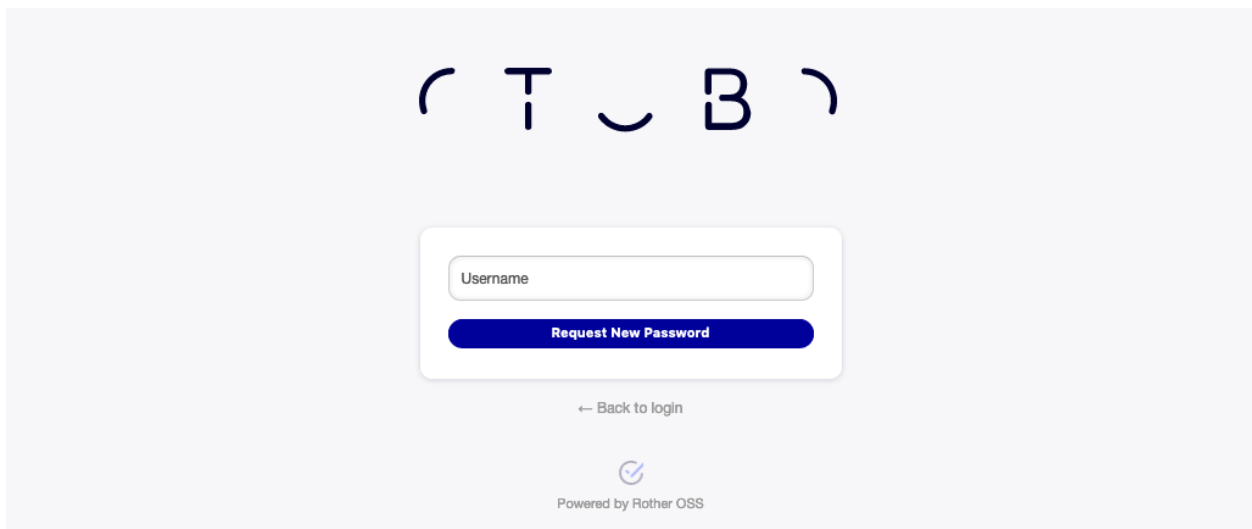 ( T ‿ B )
Username
Request New Password
← Back to login
Powered by Rother OSS